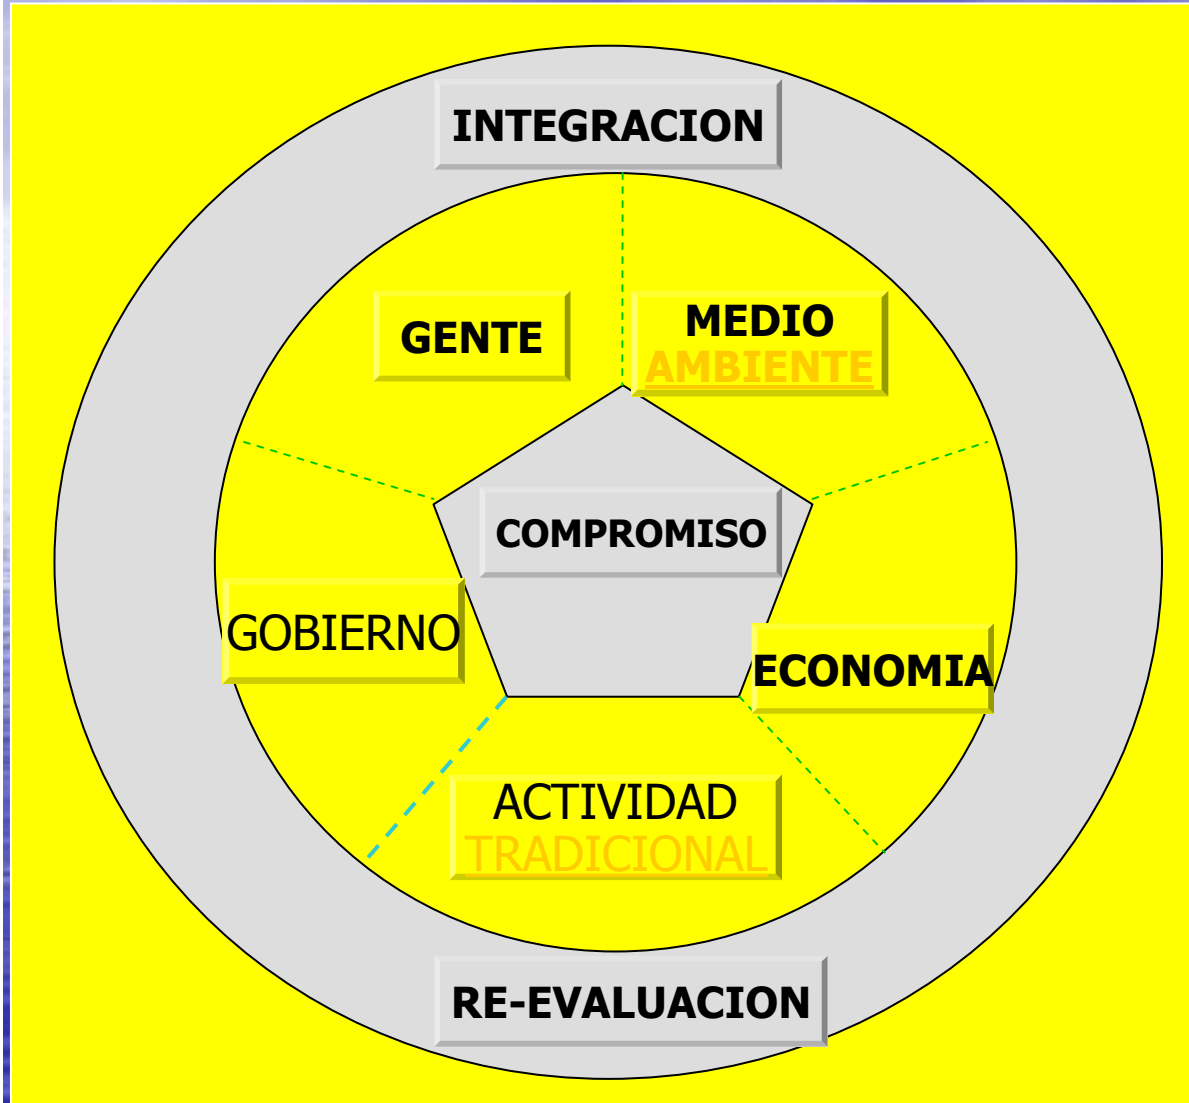 INTEGRACION
GENTE
MEDIO
AMBIENTE
COMPROMISO
GOBIERNO
ECONOMIA
ACTIVIDAD
TRADICIONAL
RE-EVALUACION